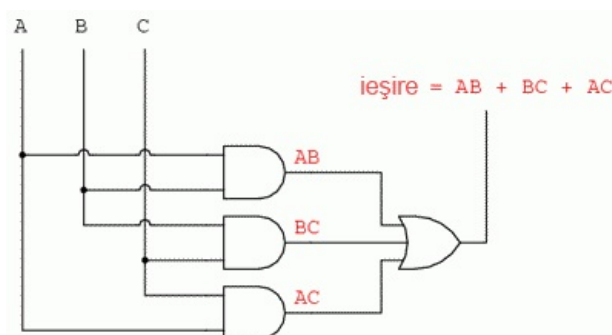 A B C
ieşire = AB + BC + AC
AB
BC
AC